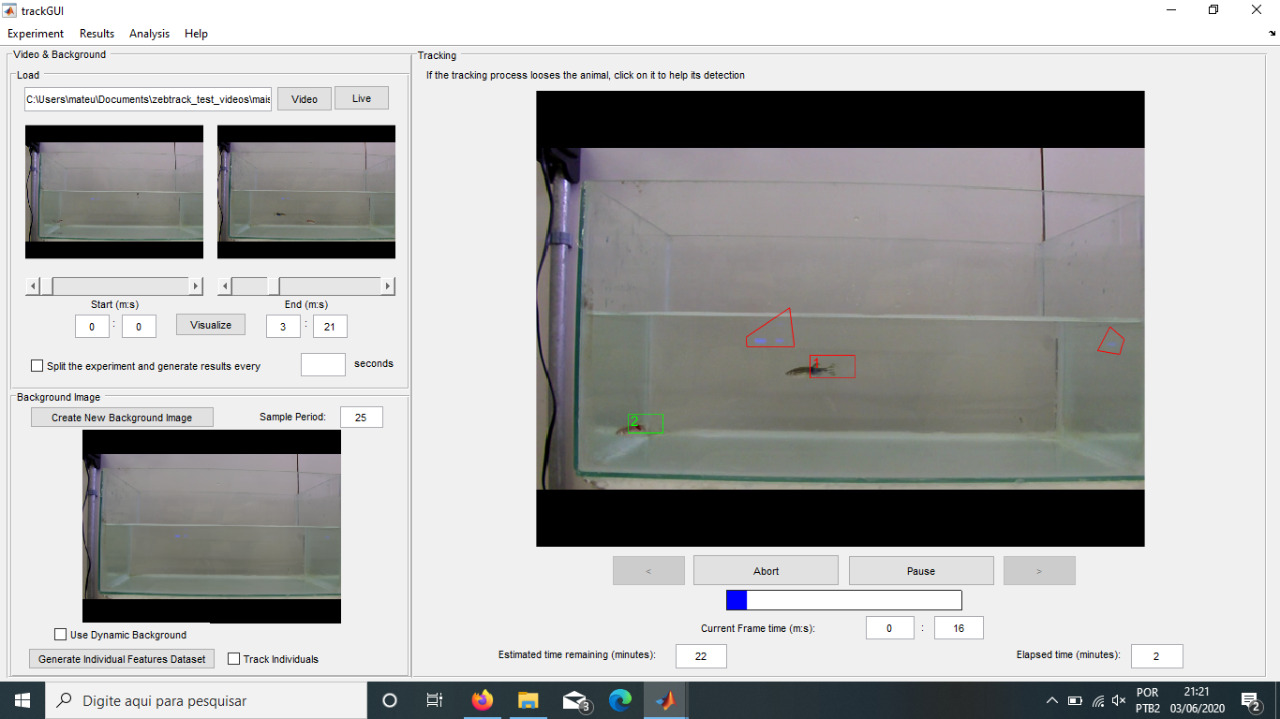 trackGUI
Experiment Results Analysis Help
Video & Background
Load
C:\Users\mateu\Documents\zebtrack_test_videos\mais
Video
Live
Start (m:s)
End (m:s)
0 : 0
Visualize
3 : 21
Split the experiment and generate results every
seconds
Background Image
Create New Background Image
Sample Period:
25
Use Dynamic Background
Generate Individual Features Dataset
Track Individuals
Tracking
If the tracking process looses the animal, click on it to help its detection
1
2
<
Abort
Pause
>
Current Frame time (m:s):
0 : 16
Estimated time remaining (minutes):
22
Elapsed time (minutes):
2
Digite aqui para pesquisar
3
POR
PTB2
21:21
03/06/2020
2